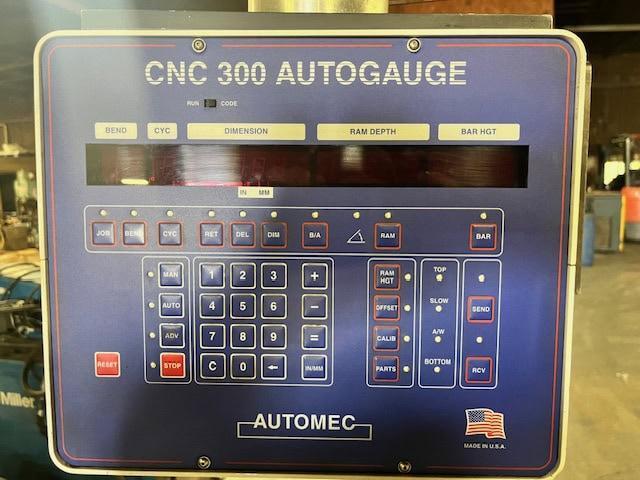 CNC 300 AUTOGAUGE
RUN CODE
BEND CYC DIMENSION RAM DEPTH BAR HGT
IN MM
JOB BEND CYC RET DEL DIM B/A RAM BAR
MAN 1 2 3 + RAM HGT TOP
AUTO 4 5 6 - OFFSET SLOW SEND
ADV 7 8 9 = CALIB A/W
RESET STOP C 0 ← IN/MM PARTS BOTTOM RCV
Miller
AUTOMEC
MADE IN U.S.A.